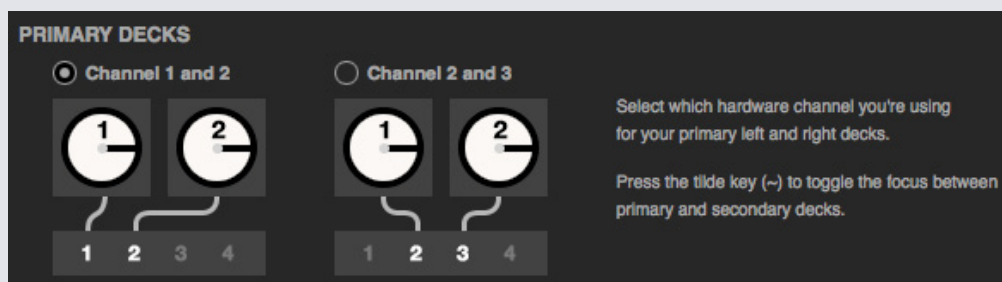 PRIMARY DECKS
Channel 1 and 2
Channel 2 and 3
1 2
1 2
Select which hardware channel you're using
for your primary left and right decks.
Press the tilde key (~) to toggle the focus between
primary and secondary decks.
1 2 3 4
1 2 3 4